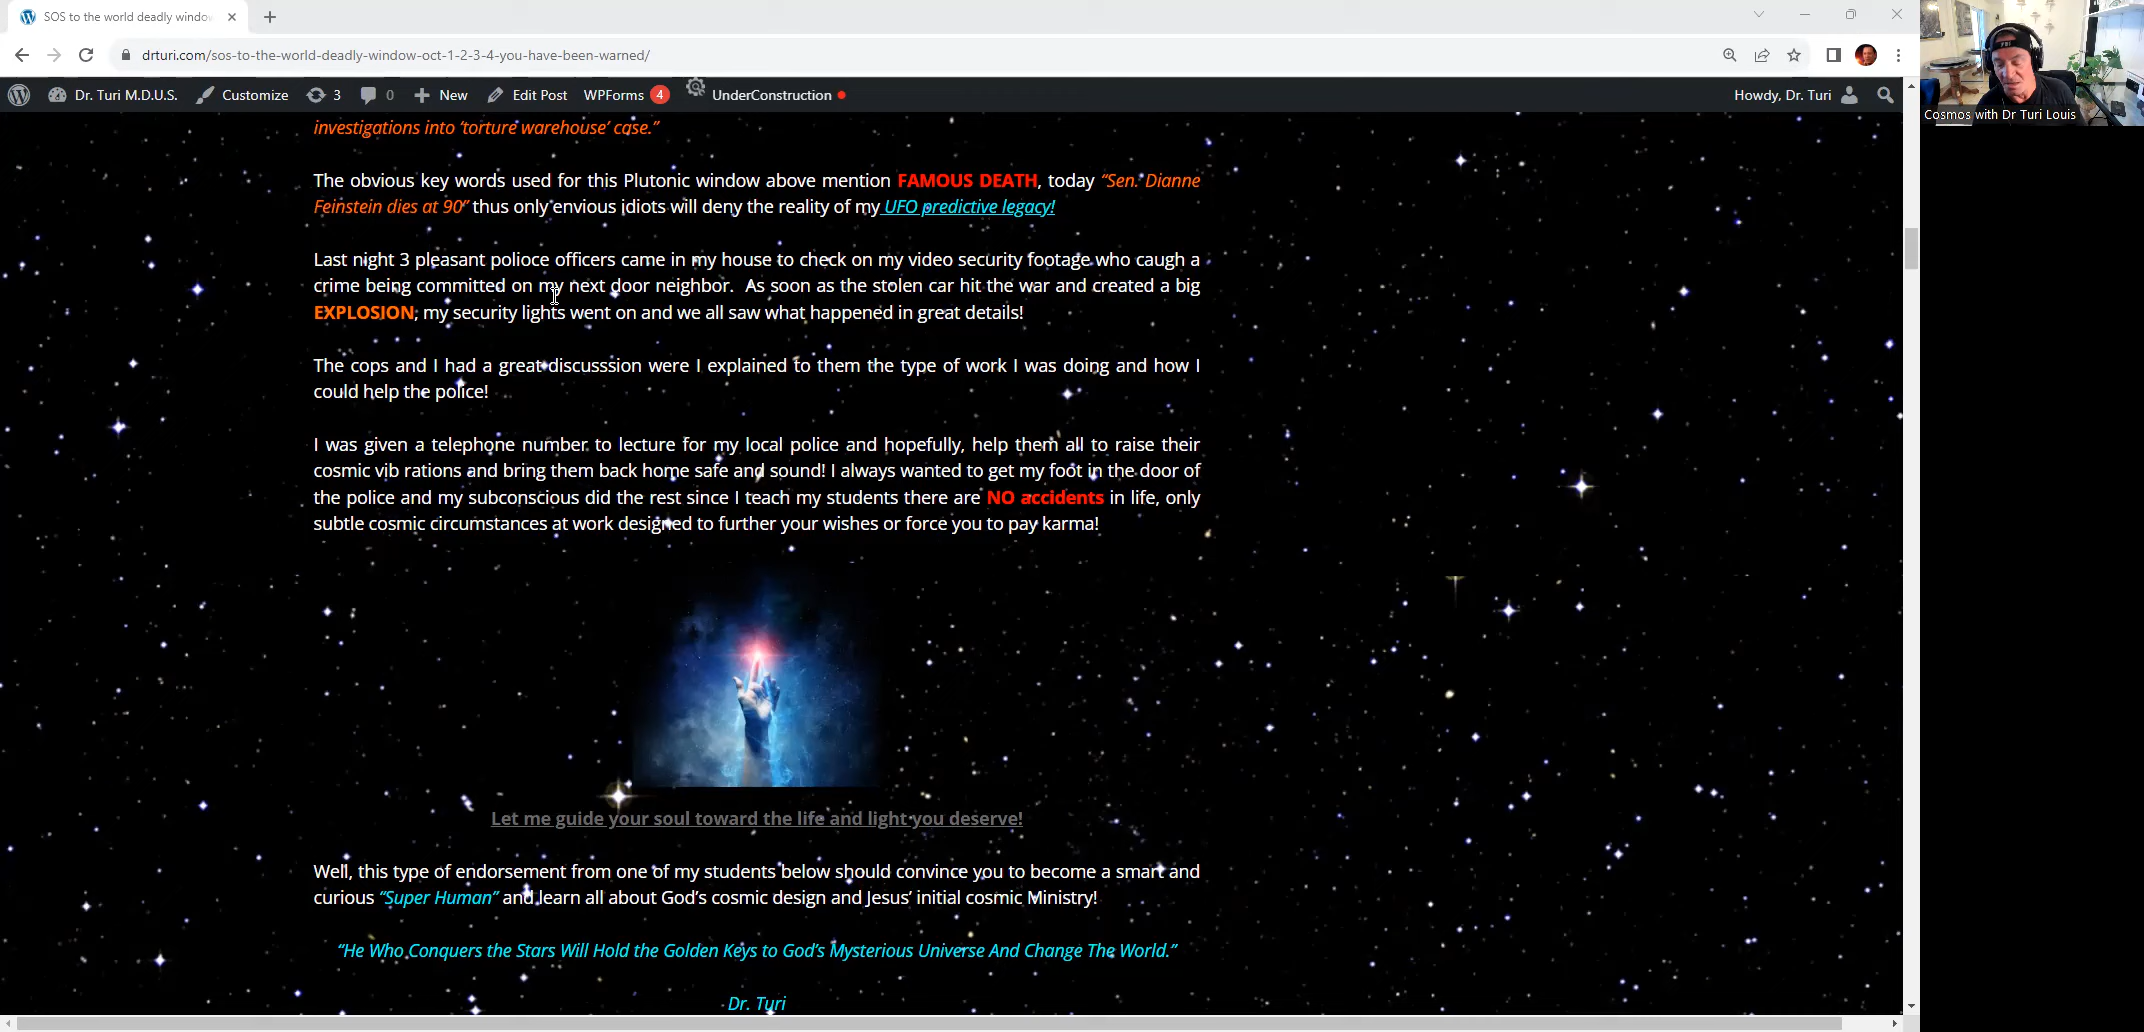 SOS to the world deadly windo
drturi.com/sos-to-the-world-deadly-window-oct-1-2-3-4-you-have-been-warned/
Dr. Turi M.D.U.S. Customize 3 0 New Edit Post WPForms 4 UnderConstruction Howdy, Dr. Turi
Cosmos with Dr Turi Louis
investigations into ‘torture warehouse’ case.”
The obvious key words used for this Plutonic window above mention FAMOUS DEATH, today “Sen. Dianne
Feinstein dies at 90” thus only envious idiots will deny the reality of my UFO predictive legacy!
Last night 3 pleasant polioce officers came in my house to check on my video security footage who caugh a
crime being committed on my next door neighbor. As soon as the stolen car hit the war and created a big
EXPLOSION, my security lights went on and we all saw what happened in great details!
The cops and I had a great discusssion were I explained to them the type of work I was doing and how I
could help the police!
I was given a telephone number to lecture for my local police and hopefully, help them all to raise their
cosmic vib rations and bring them back home safe and sound! I always wanted to get my foot in the door of
the police and my subconscious did the rest since I teach my students there are NO accidents in life, only
subtle cosmic circumstances at work designed to further your wishes or force you to pay karma!
Let me guide your soul toward the life and light you deserve!
Well, this type of endorsement from one of my students below should convince you to become a smart and
curious “Super Human” and learn all about God’s cosmic design and Jesus’ initial cosmic Ministry!
“He Who Conquers the Stars Will Hold the Golden Keys to God’s Mysterious Universe And Change The World.”
Dr. Turi